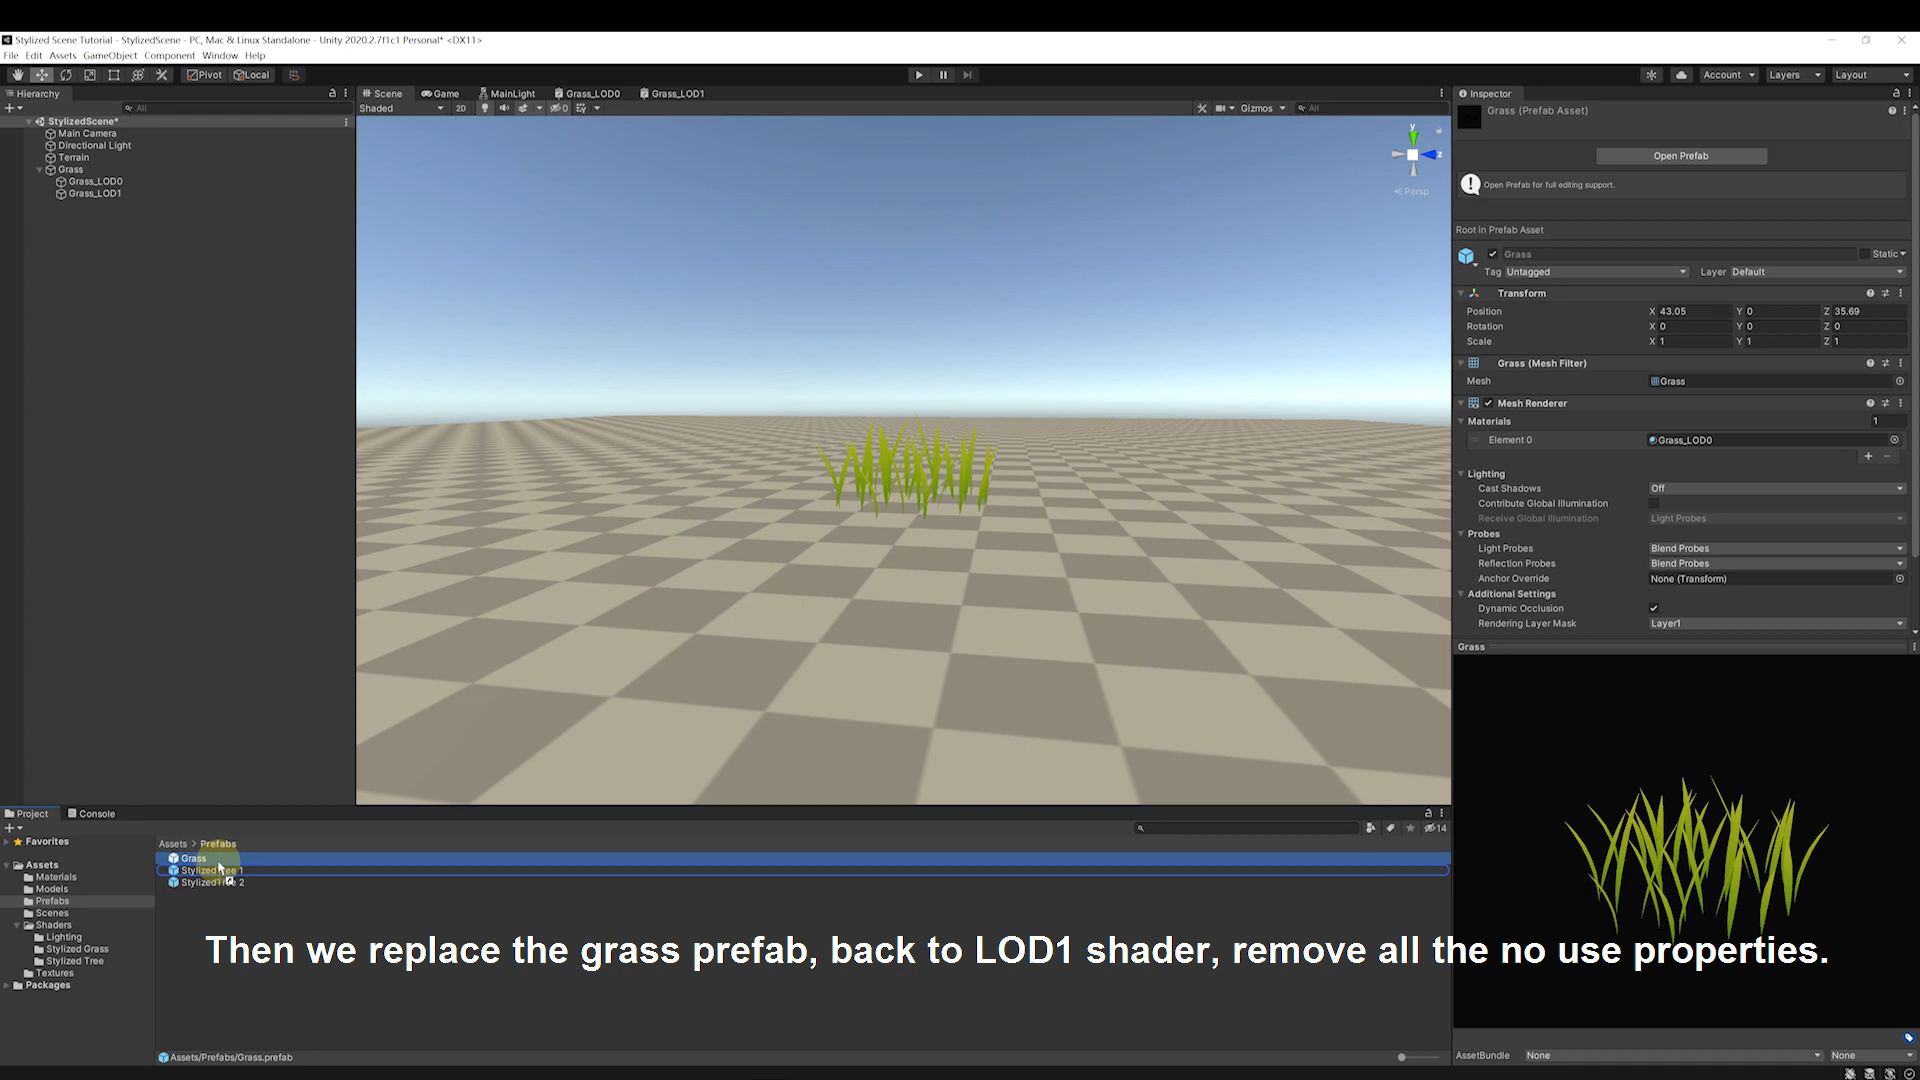 Stylized Scene Tutorial - StylizedScene - PC, Mac & Linux Standalone - Unity 2020.2.7f1c1 Personal* <DX11>
File Edit Assets GameObject Component Window Help
Pivot Local Account Layers Layout
Hierarchy
All
StylizedScene*
Main Camera
Directional Light
Terrain
Grass
Grass_LOD0
Grass_LOD1
Scene Game MainLight Grass_LOD0 Grass_LOD1
Shaded 2D 0 Gizmos All
y
z
Persp
Inspector
Grass (Prefab Asset)
Open Prefab
Open Prefab for full editing support.
Root in Prefab Asset
Grass Static
Tag Untagged Layer Default
Transform
Position X 43.05 Y 0 Z 35.69
Rotation X 0 Y 0 Z 0
Scale X 1 Y 1 Z 1
Grass (Mesh Filter)
Mesh Grass
Mesh Renderer
Materials 1
Element 0 Grass_LOD0
Lighting
Cast Shadows Off
Contribute Global Illumination
Receive Global Illumination Light Probes
Probes
Light Probes Blend Probes
Reflection Probes Blend Probes
Anchor Override None (Transform)
Additional Settings
Dynamic Occlusion
Rendering Layer Mask Layer1
Grass
Project Console
14
Favorites
Assets
Materials
Models
Prefabs
Scenes
Shaders
Lighting
Stylized Grass
Stylized Tree
Textures
Packages
Assets > Prefabs
Grass
StylizedTree 1
StylizedTree 2
Then we replace the grass prefab, back to LOD1 shader, remove all the no use properties.
Assets/Prefabs/Grass.prefab
AssetBundle None None